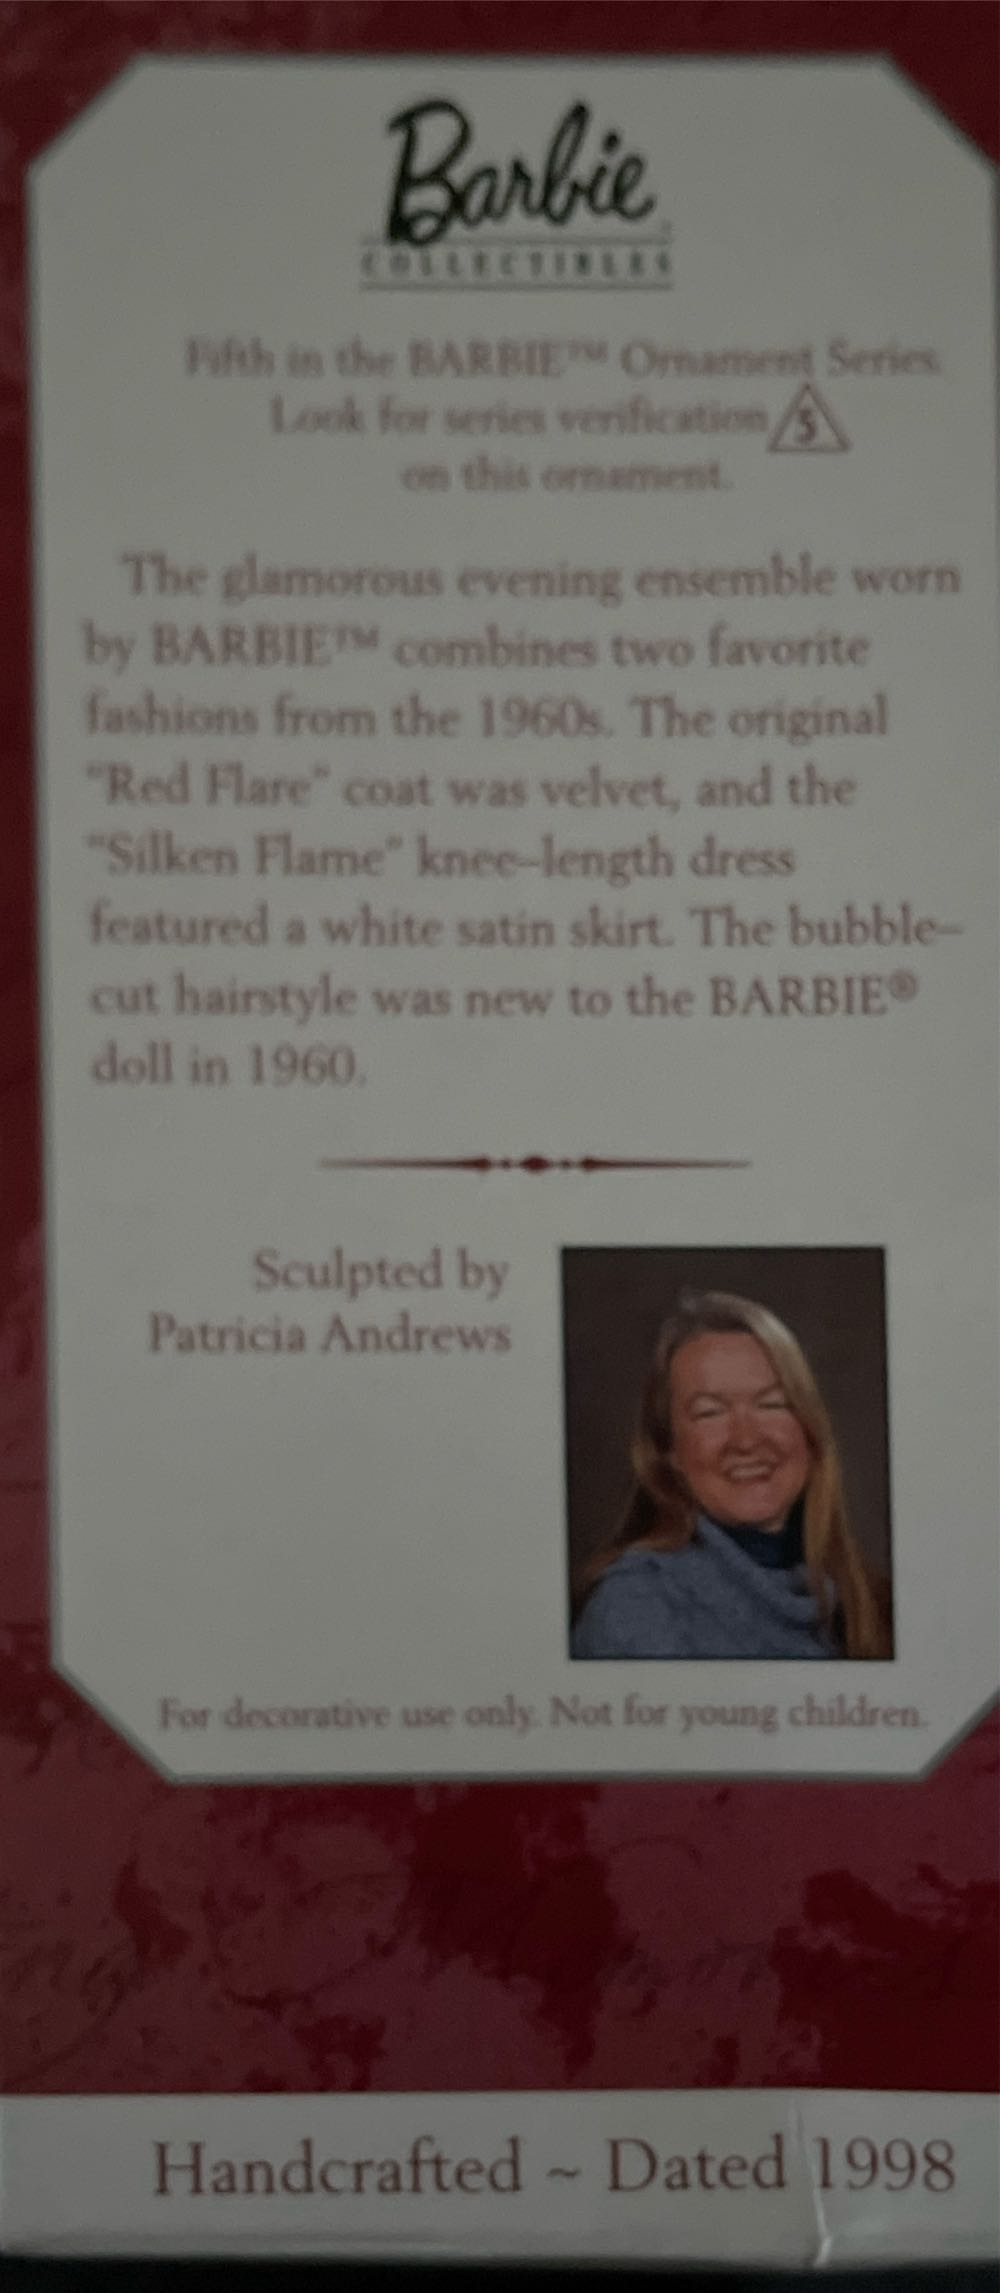 Barbie
COLLECTIBLES
Fifth in the BARBIE™ Ornament Series
Look for series verification 5
on this ornament.
The glamorous evening ensemble worn
by BARBIE™ combines two favorite
fashions from the 1960s. The original
"Red Flare" coat was velvet, and the
"Silken Flame" knee-length dress
featured a white satin skirt. The bubble-
cut hairstyle was new to the BARBIE®
doll in 1960.
Sculpted by
Patricia Andrews
For decorative use only. Not for young children.
Handcrafted ~ Dated 1998